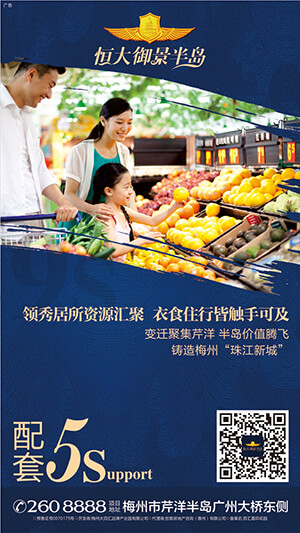 广告
恒大御景半岛
领秀居所资源汇聚 衣食住行皆触手可及
变迁聚集芹洋 半岛价值腾飞
铸造梅州“珠江新城”
配套 5Support
260 8888 项目地址 梅州市芹洋半岛广州大桥东侧